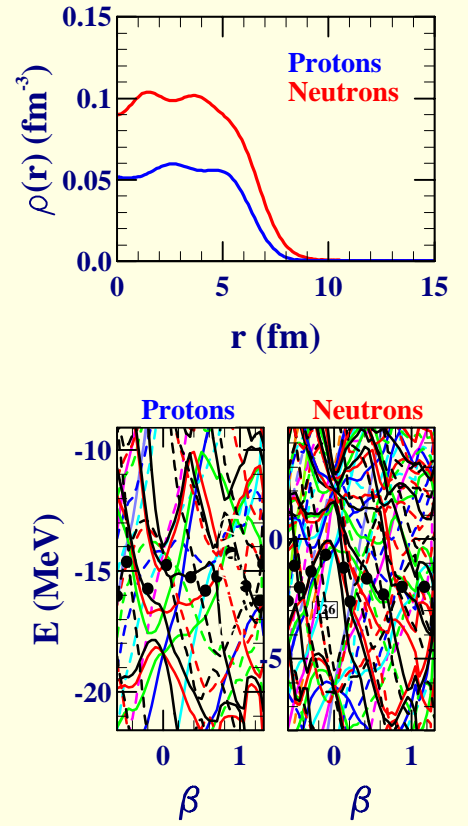 0.15
Protons
Neutrons
0.1
0.05
0.0
ρ(r) (fm-3)
0 5 10 15
r (fm)
Protons Neutrons
-10
-15
-20
E (MeV)
0
-5
126
0 1 0 1
β β